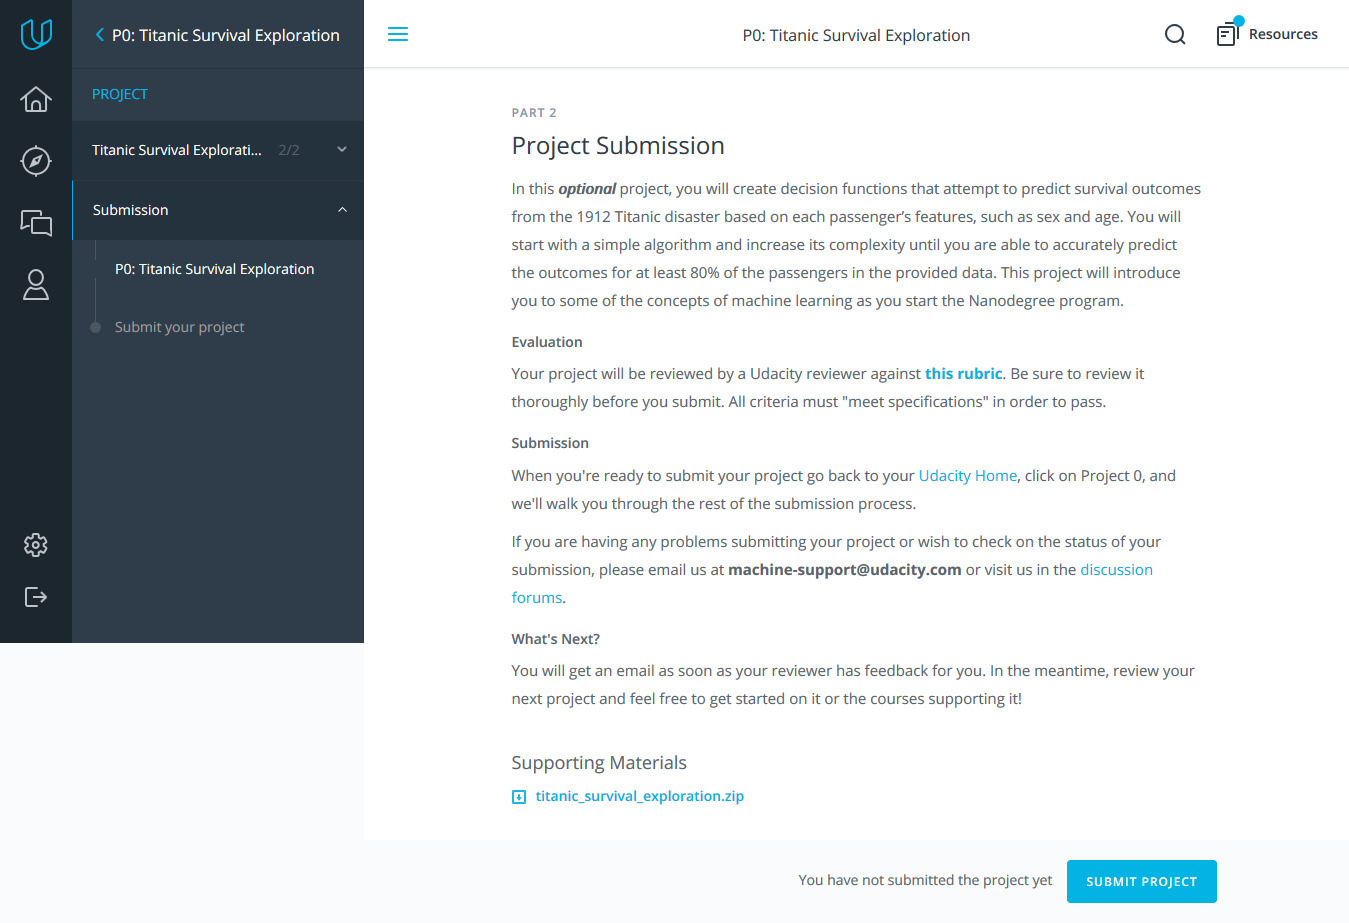 P0: Titanic Survival Exploration
PROJECT
Titanic Survival Explorati... 2/2
Submission
P0: Titanic Survival Exploration
Submit your project
P0: Titanic Survival Exploration
Resources
PART 2
Project Submission
In this optional project, you will create decision functions that attempt to predict survival outcomes
from the 1912 Titanic disaster based on each passenger’s features, such as sex and age. You will
start with a simple algorithm and increase its complexity until you are able to accurately predict
the outcomes for at least 80% of the passengers in the provided data. This project will introduce
you to some of the concepts of machine learning as you start the Nanodegree program.
Evaluation
Your project will be reviewed by a Udacity reviewer against this rubric. Be sure to review it
thoroughly before you submit. All criteria must "meet specifications" in order to pass.
Submission
When you're ready to submit your project go back to your Udacity Home, click on Project 0, and
we'll walk you through the rest of the submission process.
If you are having any problems submitting your project or wish to check on the status of your
submission, please email us at machine-support@udacity.com or visit us in the discussion
forums.
What's Next?
You will get an email as soon as your reviewer has feedback for you. In the meantime, review your
next project and feel free to get started on it or the courses supporting it!
Supporting Materials
titanic_survival_exploration.zip
You have not submitted the project yet
SUBMIT PROJECT